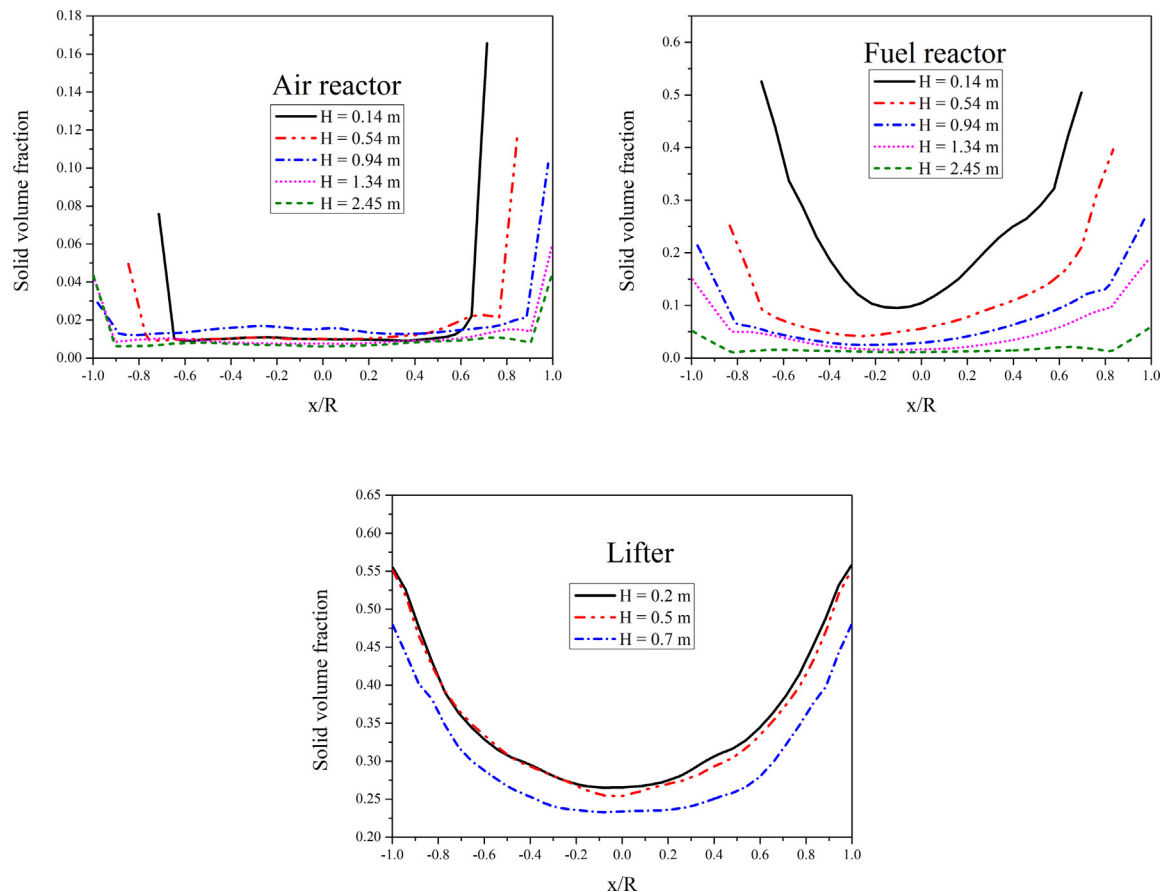 Air reactor
H = 0.14 m
H = 0.54 m
H = 0.94 m
H = 1.34 m
H = 2.45 m
Solid volume fraction
0.18
0.16
0.14
0.12
0.10
0.08
0.06
0.04
0.02
0.00
-1.0 -0.8 -0.6 -0.4 -0.2 0.0 0.2 0.4 0.6 0.8 1.0
x/R
Fuel reactor
H = 0.14 m
H = 0.54 m
H = 0.94 m
H = 1.34 m
H = 2.45 m
Solid volume fraction
0.6
0.5
0.4
0.3
0.2
0.1
0.0
-1.0 -0.8 -0.6 -0.4 -0.2 0.0 0.2 0.4 0.6 0.8 1.0
x/R
Lifter
H = 0.2 m
H = 0.5 m
H = 0.7 m
Solid volume fraction
0.65
0.60
0.55
0.50
0.45
0.40
0.35
0.30
0.25
0.20
-1.0 -0.8 -0.6 -0.4 -0.2 0.0 0.2 0.4 0.6 0.8 1.0
x/R